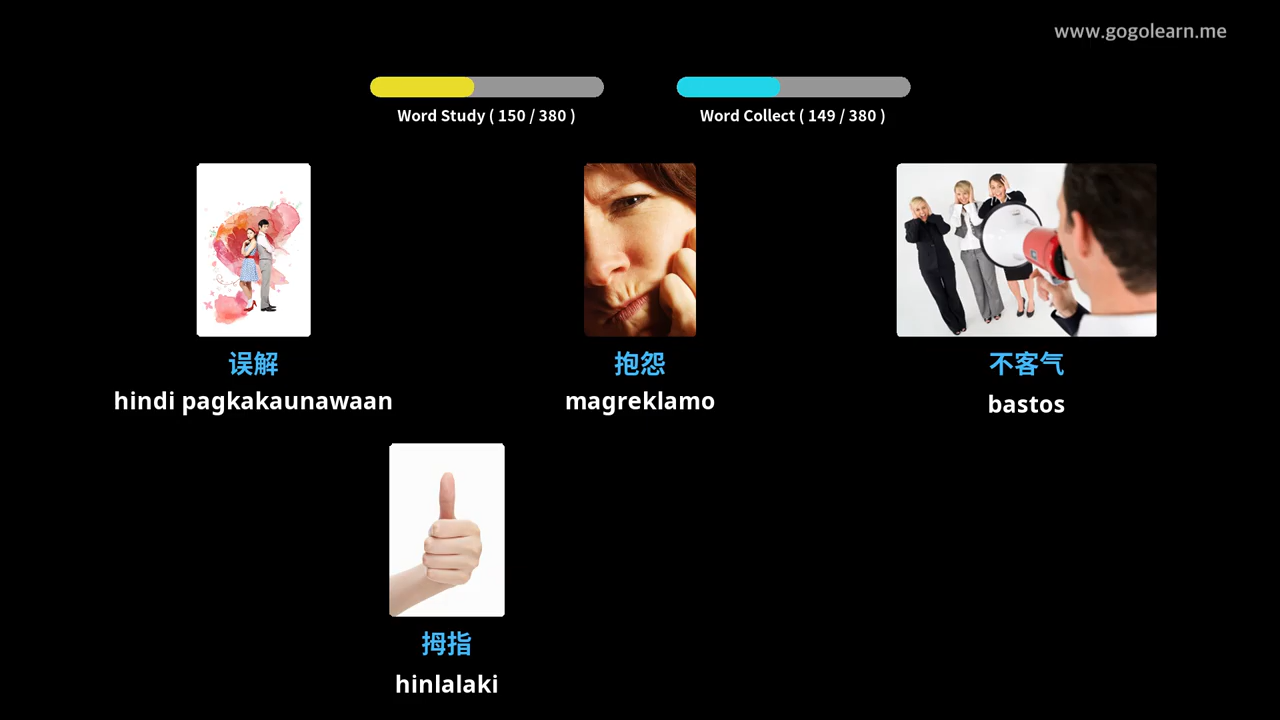 www.gogolearn.me
Word Study ( 150 / 380 )
Word Collect ( 149 / 380 )
误解
hindi pagkakaunawaan
抱怨
magreklamo
不客气
bastos
拇指
hinlalaki